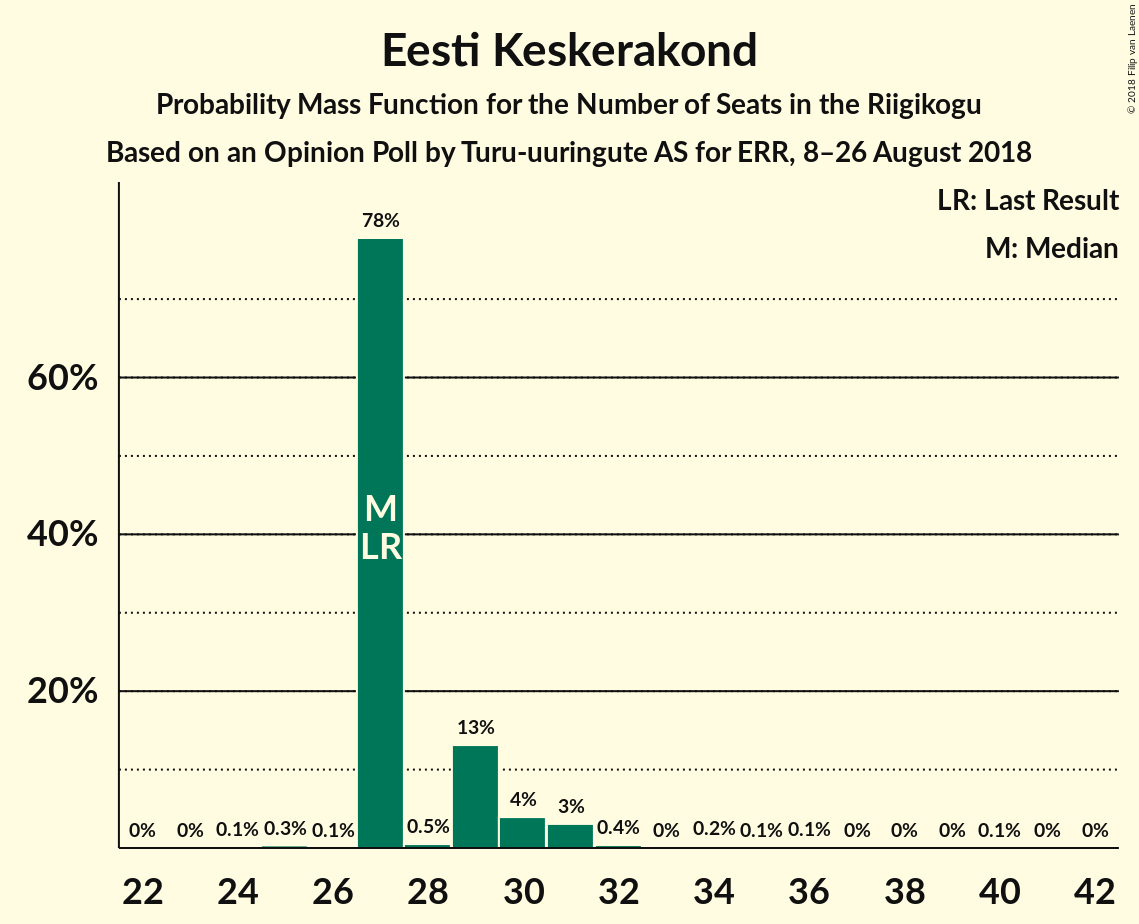 Eesti Keskerakond
Probability Mass Function for the Number of Seats in the Riigikogu
Based on an Opinion Poll by Turu-uuringute AS for ERR, 8–26 August 2018
© 2018 Filip van Laenen
LR: Last Result
M: Median
60%
40%
20%
78%
M
LR
0% 0% 0.1% 0.3% 0.1% 0.5% 13% 4% 3% 0.4% 0% 0.2% 0.1% 0.1% 0% 0% 0% 0.1% 0% 0%
22 24 26 28 30 32 34 36 38 40 42